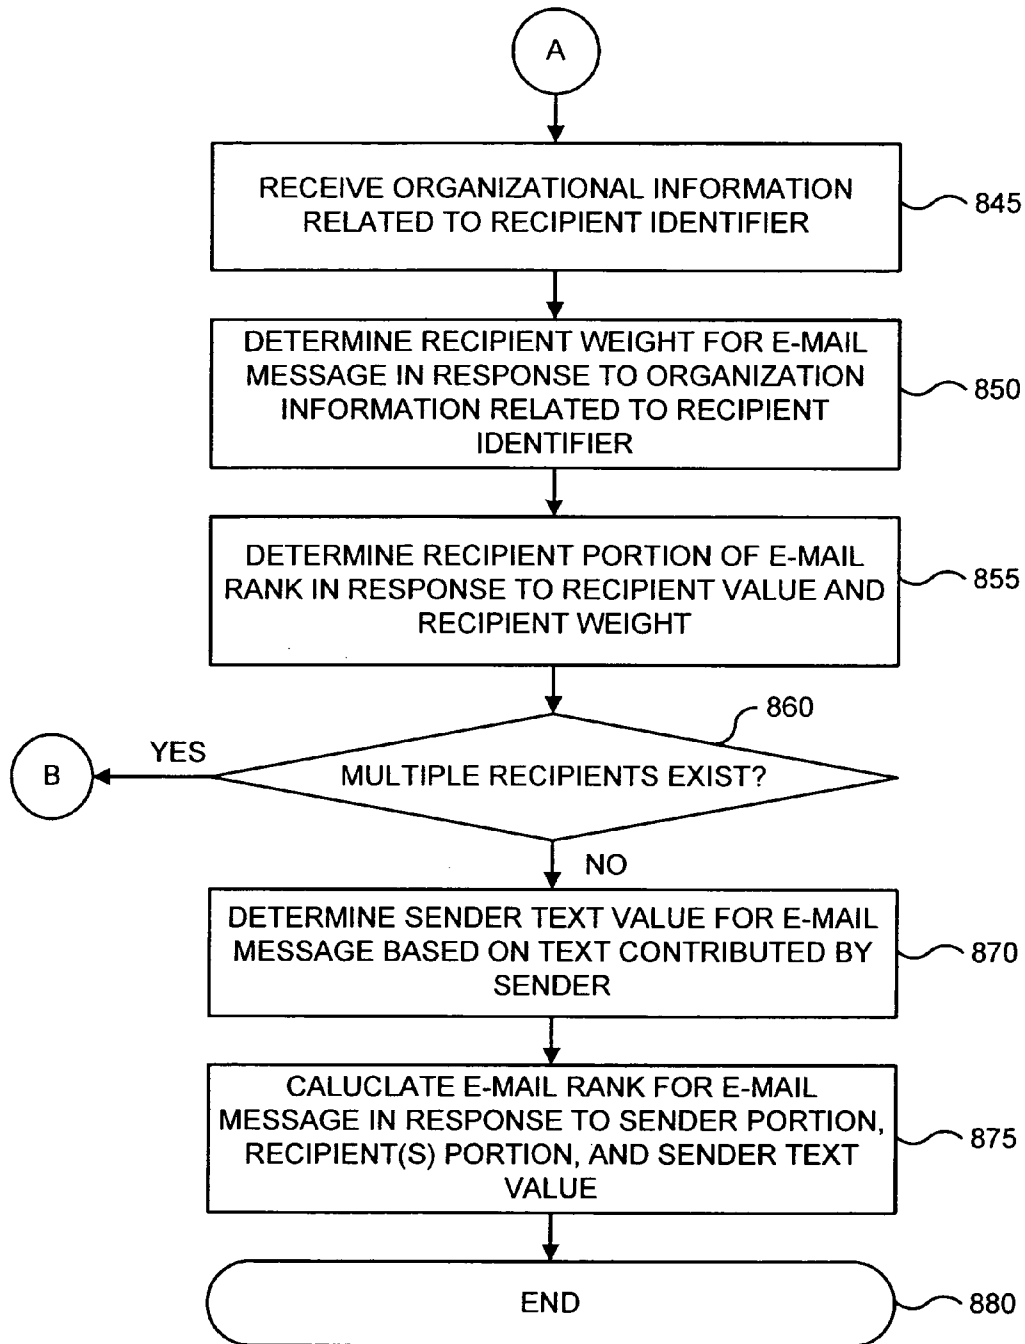 A
RECEIVE ORGANIZATIONAL INFORMATION
RELATED TO RECIPIENT IDENTIFIER
845
DETERMINE RECIPIENT WEIGHT FOR E-MAIL
MESSAGE IN RESPONSE TO ORGANIZATION
INFORMATION RELATED TO RECIPIENT
IDENTIFIER
850
DETERMINE RECIPIENT PORTION OF E-MAIL
RANK IN RESPONSE TO RECIPIENT VALUE AND
RECIPIENT WEIGHT
855
860
YES
B
MULTIPLE RECIPIENTS EXIST?
NO
DETERMINE SENDER TEXT VALUE FOR E-MAIL
MESSAGE BASED ON TEXT CONTRIBUTED BY
SENDER
870
CALUCLATE E-MAIL RANK FOR E-MAIL
MESSAGE IN RESPONSE TO SENDER PORTION,
RECIPIENT(S) PORTION, AND SENDER TEXT
VALUE
875
END
880